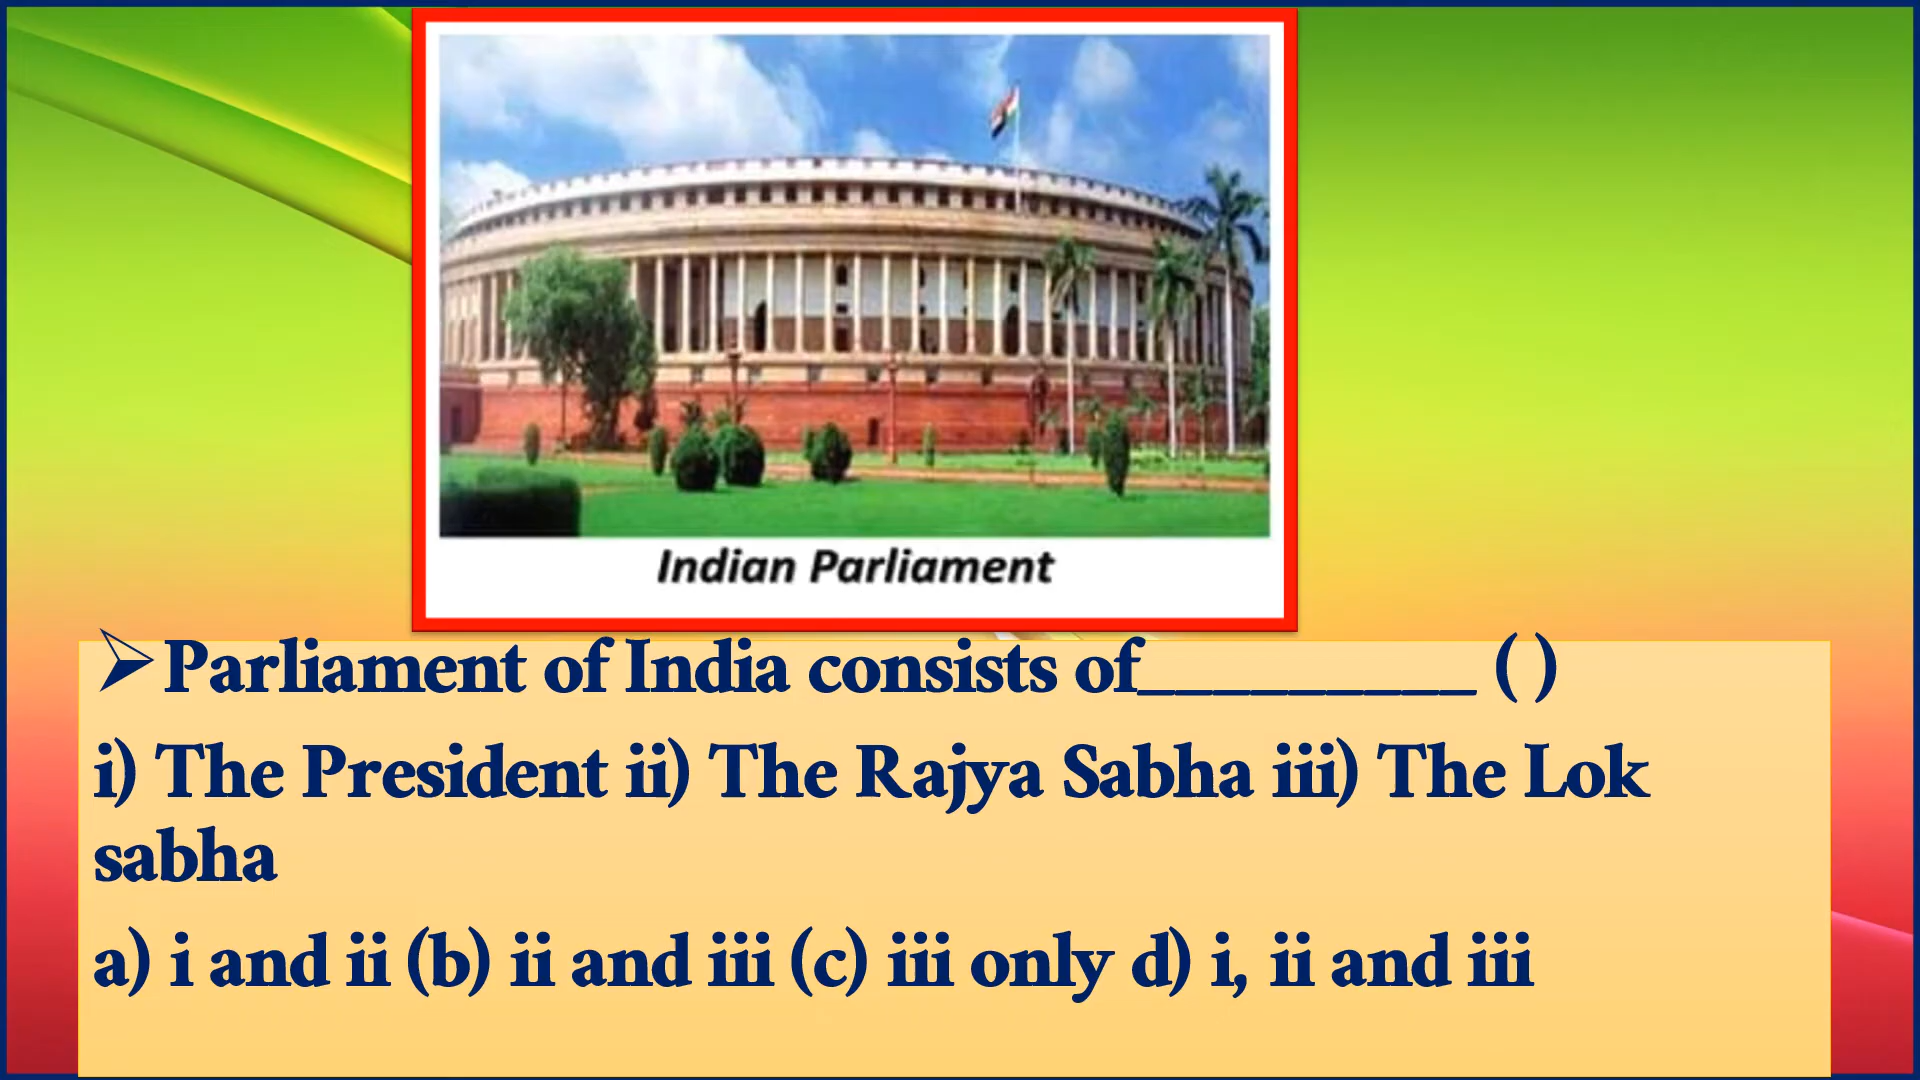 Indian Parliament
➢Parliament of India consists of_________ ( )
i) The President ii) The Rajya Sabha iii) The Lok
sabha
a) i and ii (b) ii and iii (c) iii only d) i, ii and iii